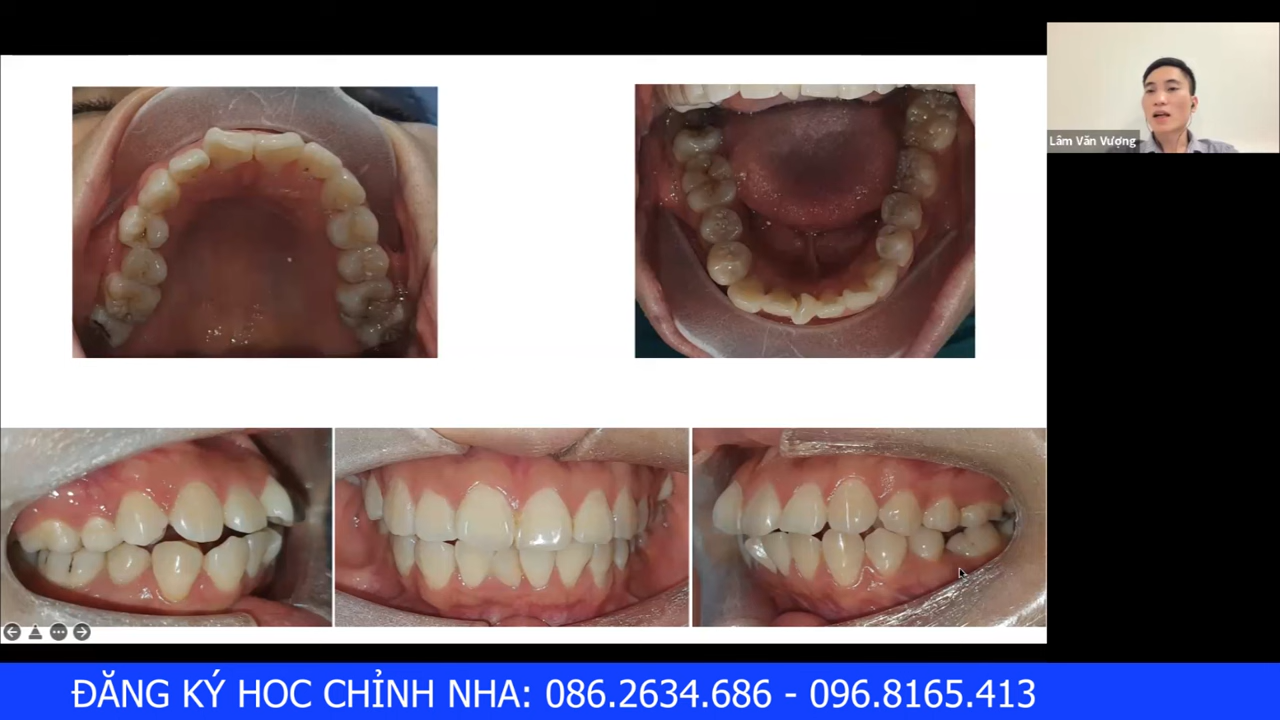 Lâm Văn Vượng
ĐĂNG KÝ HOC CHỈNH NHA: 086.2634.686 - 096.8165.413